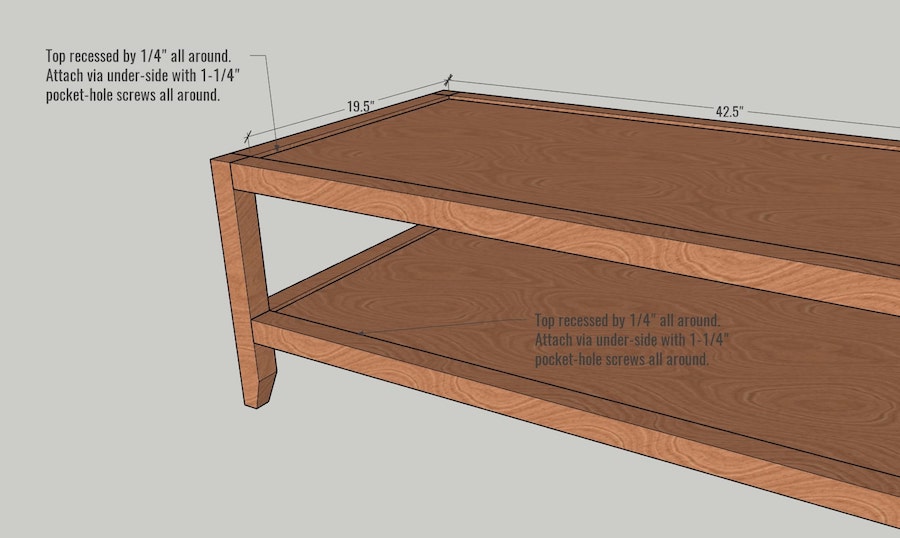 Top recessed by 1/4" all around.
Attach via under-side with 1-1/4"
pocket-hole screws all around.
19.5"
42.5"
Top recessed by 1/4" all around.
Attach via under-side with 1-1/4"
pocket-hole screws all around.